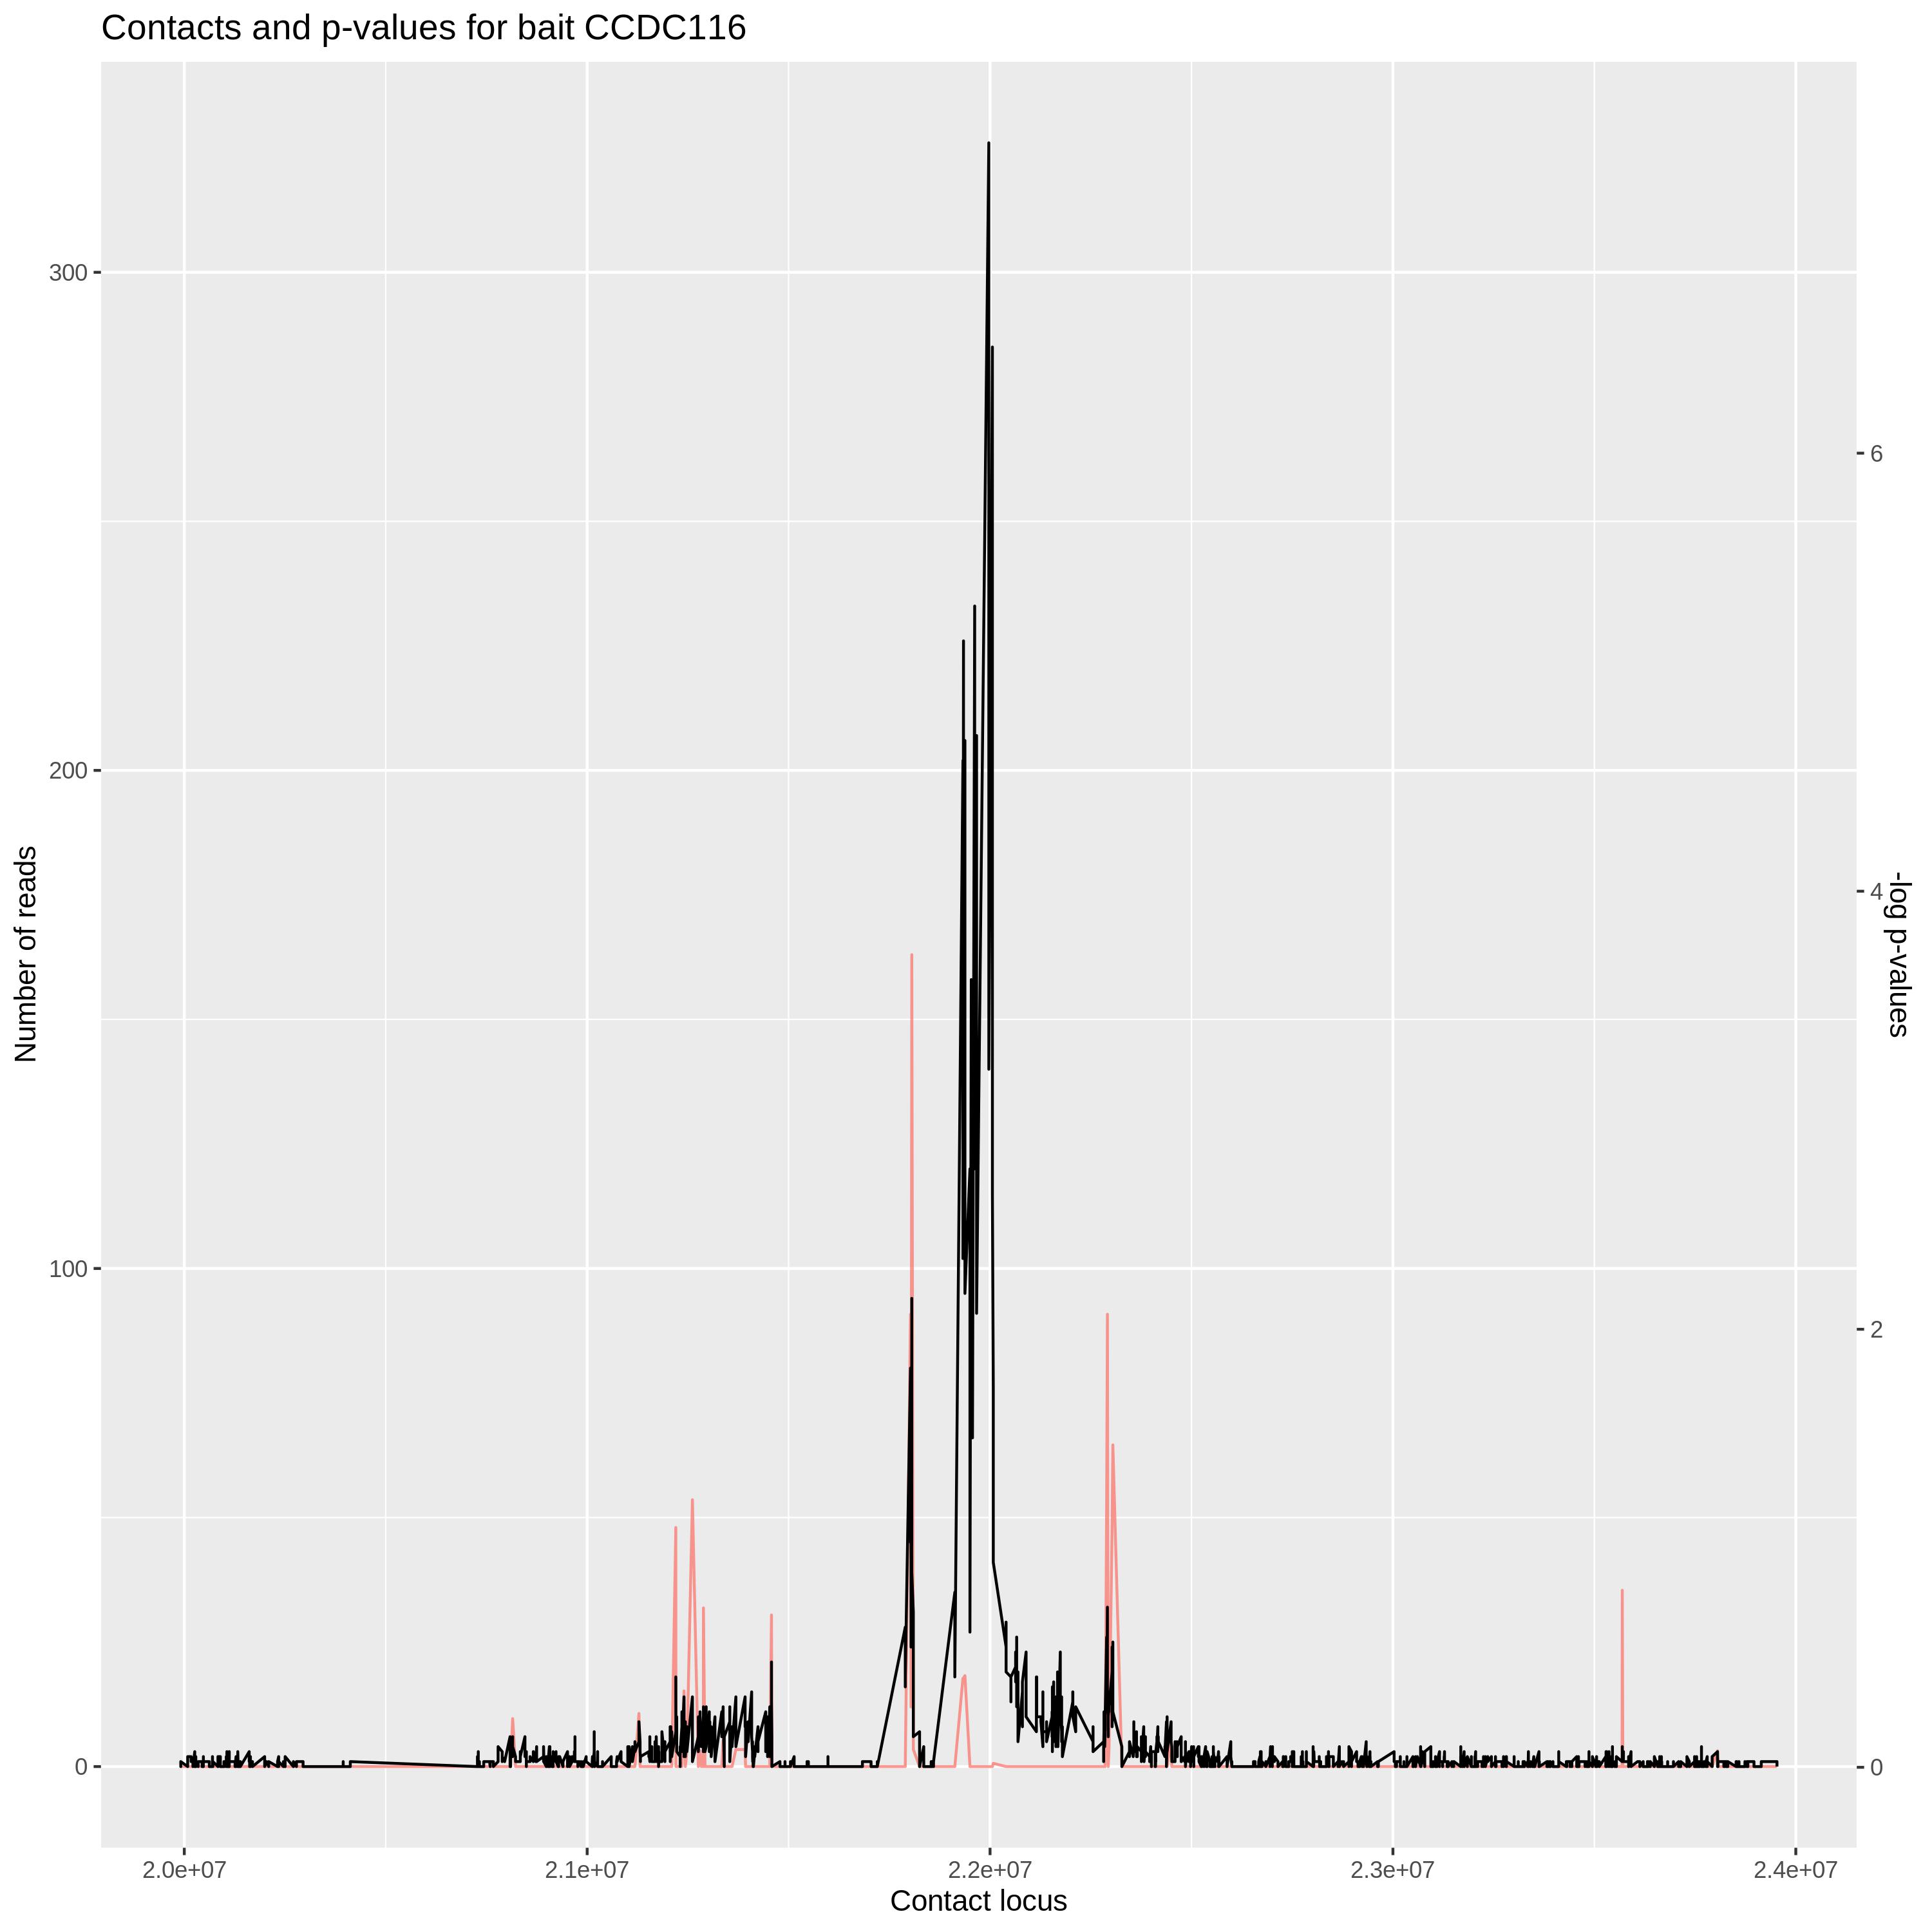 Contacts and p-values for bait CCDC116
300
200
100
0
Number of reads
6
4
2
0
-log p-values
2.0e+07
2.1e+07
2.2e+07
2.3e+07
2.4e+07
Contact locus